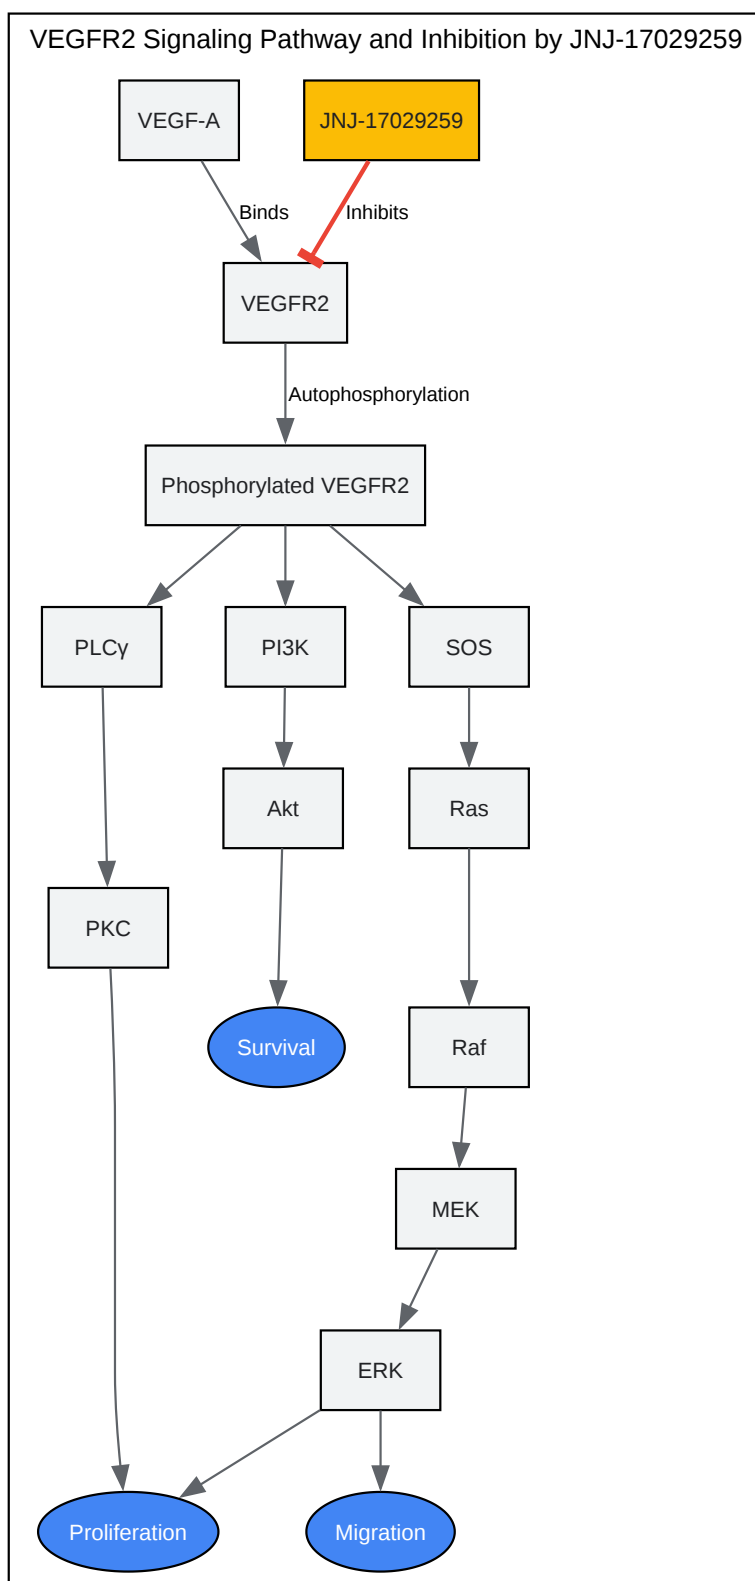 VEGFR2 Signaling Pathway and Inhibition by JNJ-17029259
VEGF-A
JNJ-17029259
Binds
Inhibits
VEGFR2
Autophosphorylation
Phosphorylated VEGFR2
PLCγ
PI3K
SOS
Akt
Ras
PKC
Survival
Raf
MEK
ERK
Proliferation
Migration